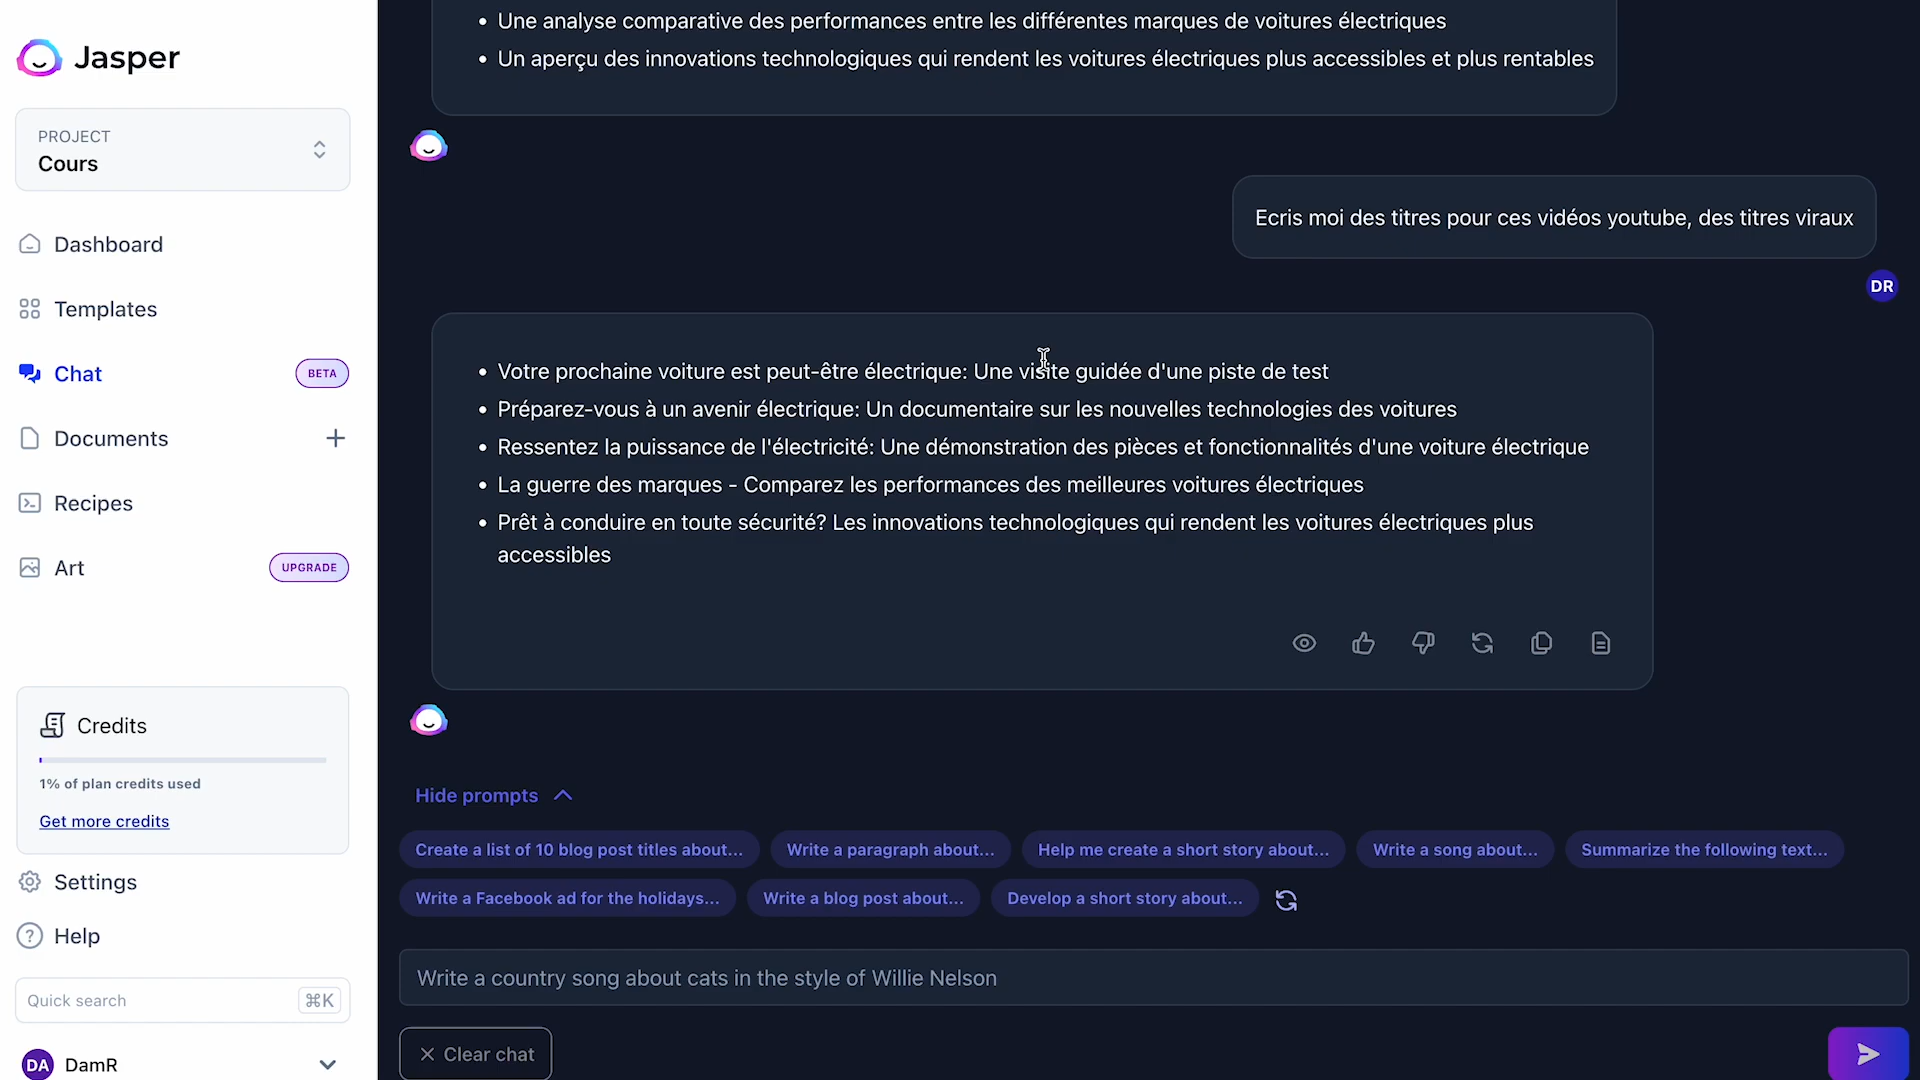 Jasper
PROJECT
Cours
Dashboard
Templates
Chat
BETA
Documents
Recipes
Art
UPGRADE
Credits
1% of plan credits used
Get more credits
Settings
Help
Quick search
⌘K
DA
DamR
Une analyse comparative des performances entre les différentes marques de voitures électriques
Un aperçu des innovations technologiques qui rendent les voitures électriques plus accessibles et plus rentables
Ecris moi des titres pour ces vidéos youtube, des titres viraux
DR
Votre prochaine voiture est peut-être électrique: Une visite guidée d'une piste de test
Préparez-vous à un avenir électrique: Un documentaire sur les nouvelles technologies des voitures
Ressentez la puissance de l'électricité: Une démonstration des pièces et fonctionnalités d'une voiture électrique
La guerre des marques - Comparez les performances des meilleures voitures électriques
Prêt à conduire en toute sécurité? Les innovations technologiques qui rendent les voitures électriques plus
accessibles
Hide prompts
Create a list of 10 blog post titles about...
Write a paragraph about...
Help me create a short story about...
Write a song about...
Summarize the following text...
Write a Facebook ad for the holidays...
Write a blog post about...
Develop a short story about...
Write a country song about cats in the style of Willie Nelson
Clear chat